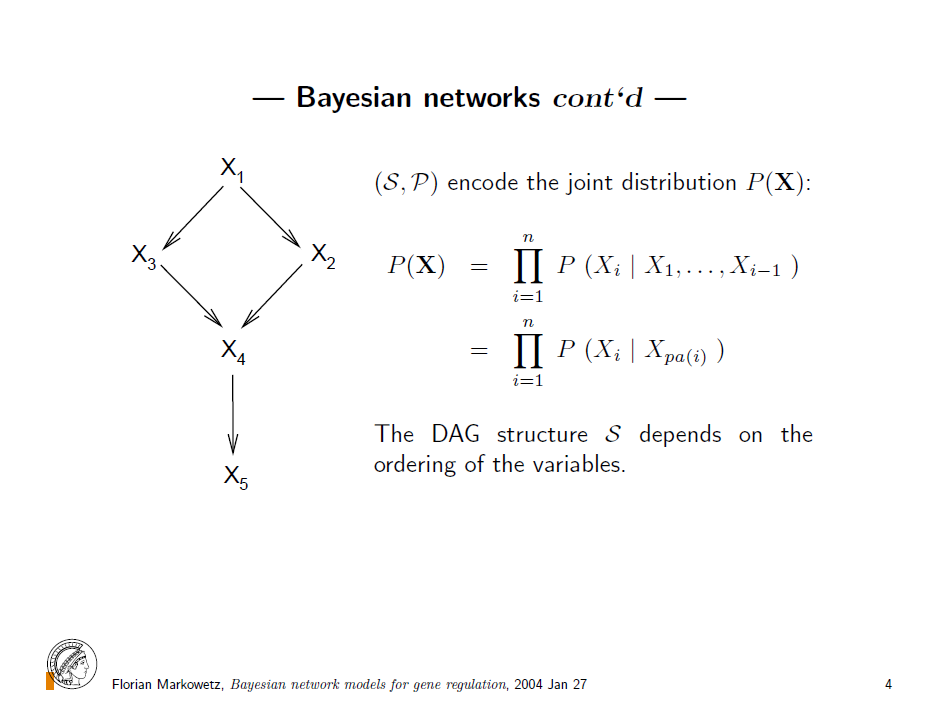 — Bayesian networks cont‘d —
X1
X3
X2
X4
X5
(S, P) encode the joint distribution P(X):
P(X) = ∏_{i=1}^{n} P (Xi | X1, . . . , Xi−1 )
= ∏_{i=1}^{n} P (Xi | Xpa(i) )
The DAG structure S depends on the
ordering of the variables.
Florian Markowetz, Bayesian network models for gene regulation, 2004 Jan 27
4